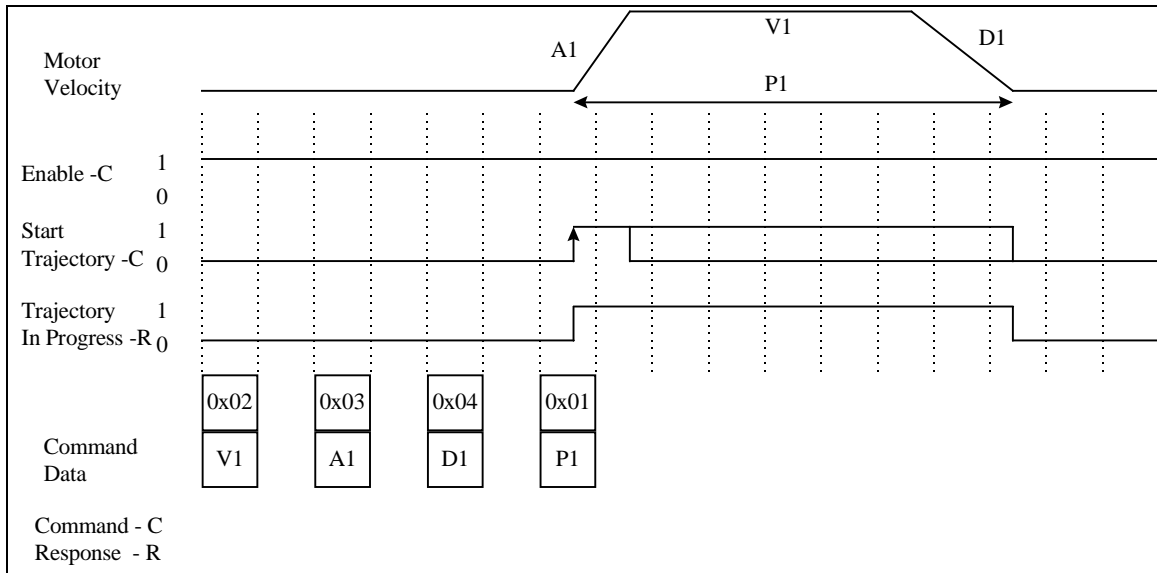 V1
A1
D1
Motor
Velocity
P1
Enable -C
1
0
Start
Trajectory -C
1
0
Trajectory
In Progress -R
1
0
0x02 0x03 0x04 0x01
Command
Data
V1 A1 D1 P1
Command - C
Response - R